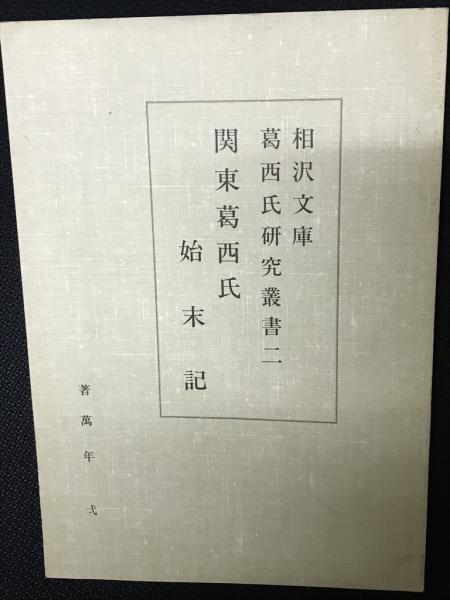 相沢文庫
葛西氏研究叢書二
関東葛西氏
始末記
著萬年弍